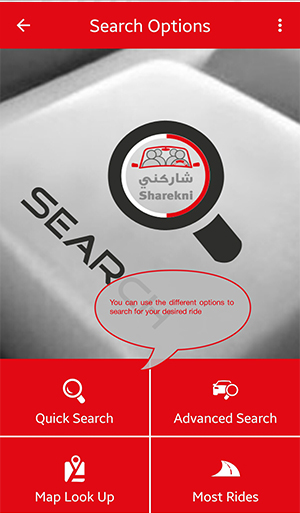 Search Options
شاركني
Sharekni
SEARCH
You can use the different options to
search for your desired ride
Quick Search
Advanced Search
Map Look Up
Most Rides